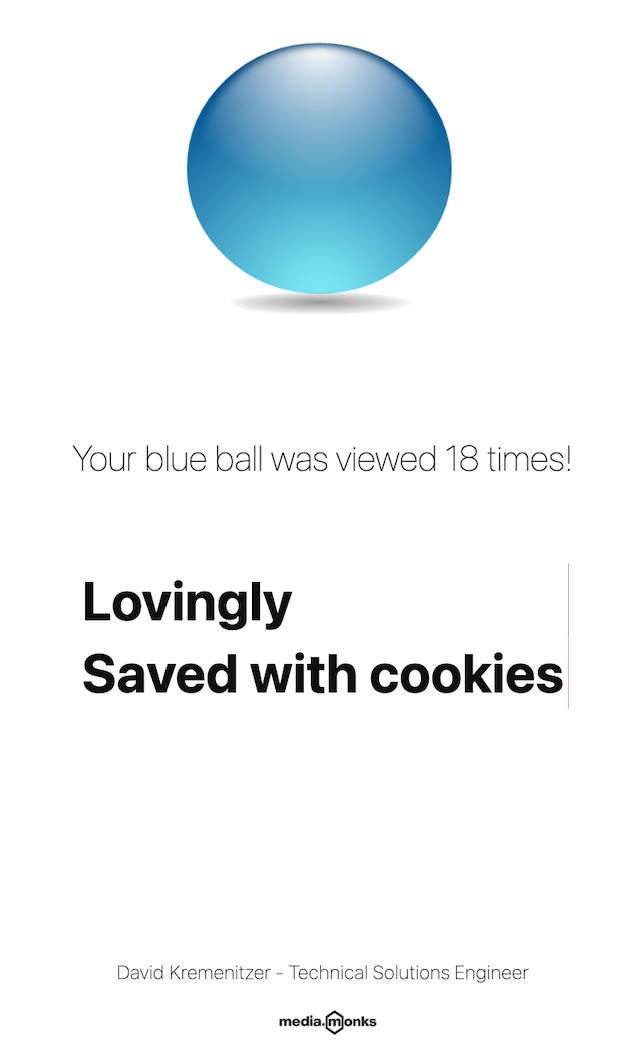 Your blue ball was viewed 18 times!
Lovingly
Saved with cookies
David Kremenitzer - Technical Solutions Engineer
media.monks